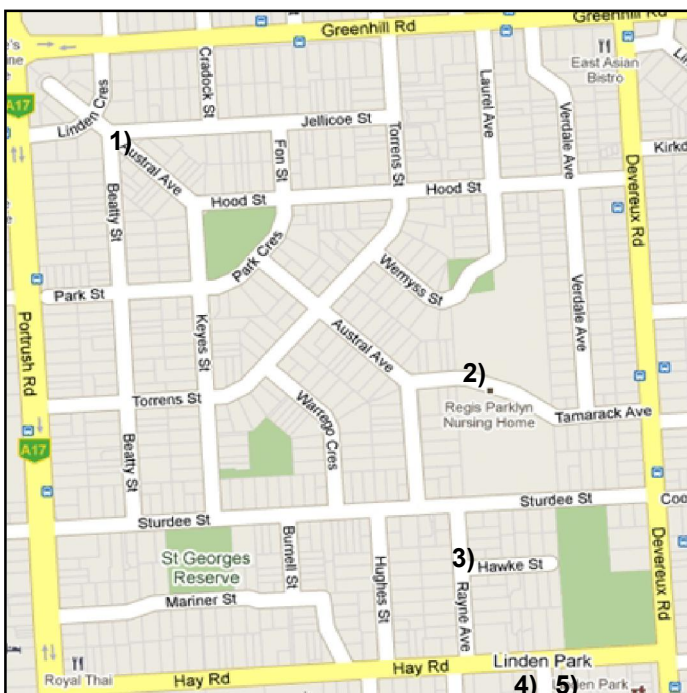 Greenhill Rd
East Asian
Bistro
Linden Cres
Cradock St
Laurel Ave
Verdale Ave
A17
Jellicoe St
1)
Austral Ave
Fon St
Torrens St
Devereux Rd
Hood St
Hood St
Beatty St
Park Cres
Wemyss St
Park St
Verdale Ave
Portrush Rd
Keyes St
Austral Ave
2)
Torrens St
Regis Parklyn
Nursing Home
Tamarack Ave
A17
Beatty St
Warrego Cres
Sturdee St
Sturdee St
St Georges
Reserve
Burnell St
Hughes St
3)
Hawke St
Rayne Ave
Devereux Rd
Mariner St
Linden Park
Hay Rd
Hay Rd
Royal Thai
4)
5)
Linden Park